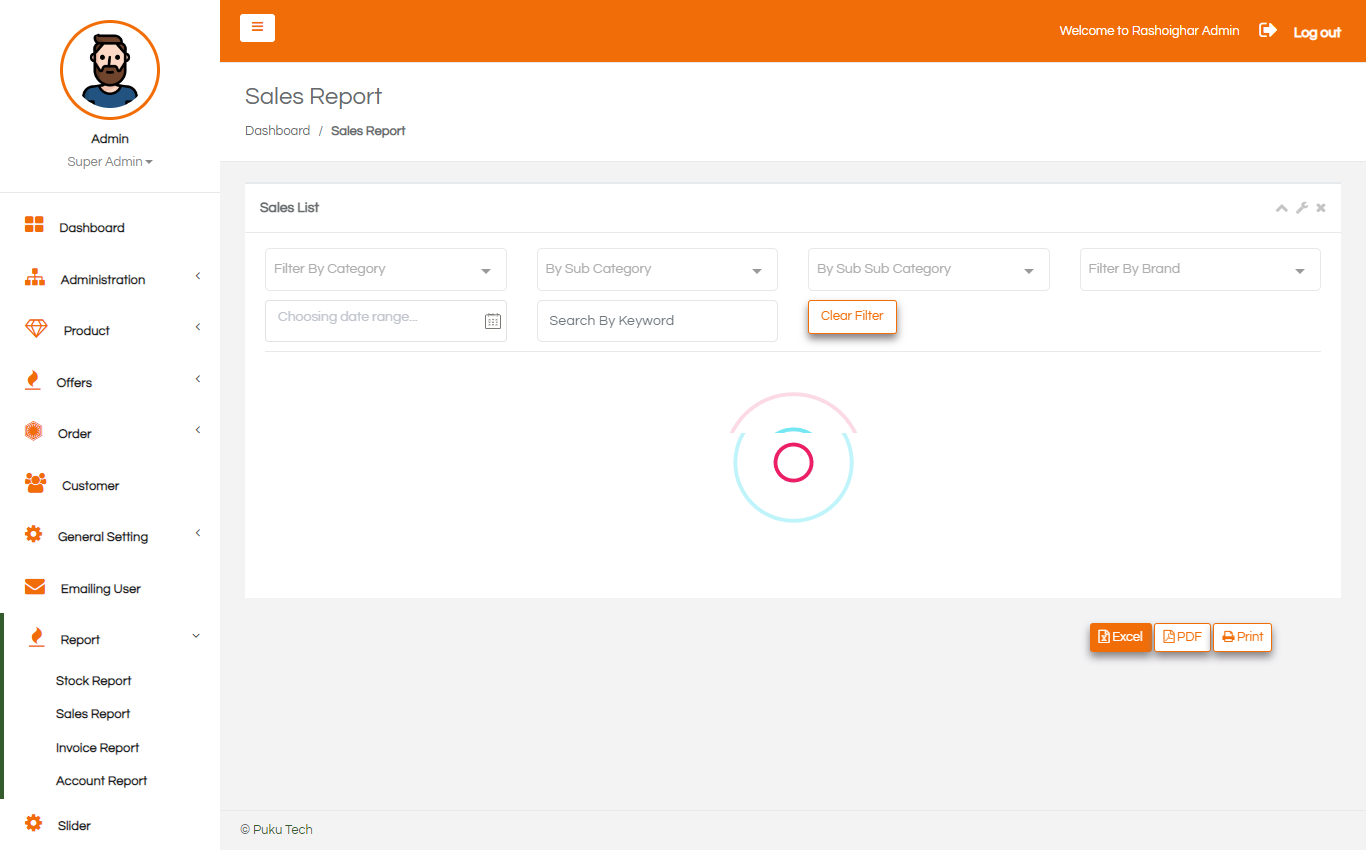 Welcome to Rashoighar Admin
Log out
Admin
Super Admin
Dashboard
Administration
Product
Offers
Order
Customer
General Setting
Emailing User
Report
Stock Report
Sales Report
Invoice Report
Account Report
Slider
Sales Report
Dashboard / Sales Report
Sales List
Filter By Category
By Sub Category
By Sub Sub Category
Filter By Brand
Choosing date range...
Search By Keyword
Clear Filter
Excel
PDF
Print
© Puku Tech